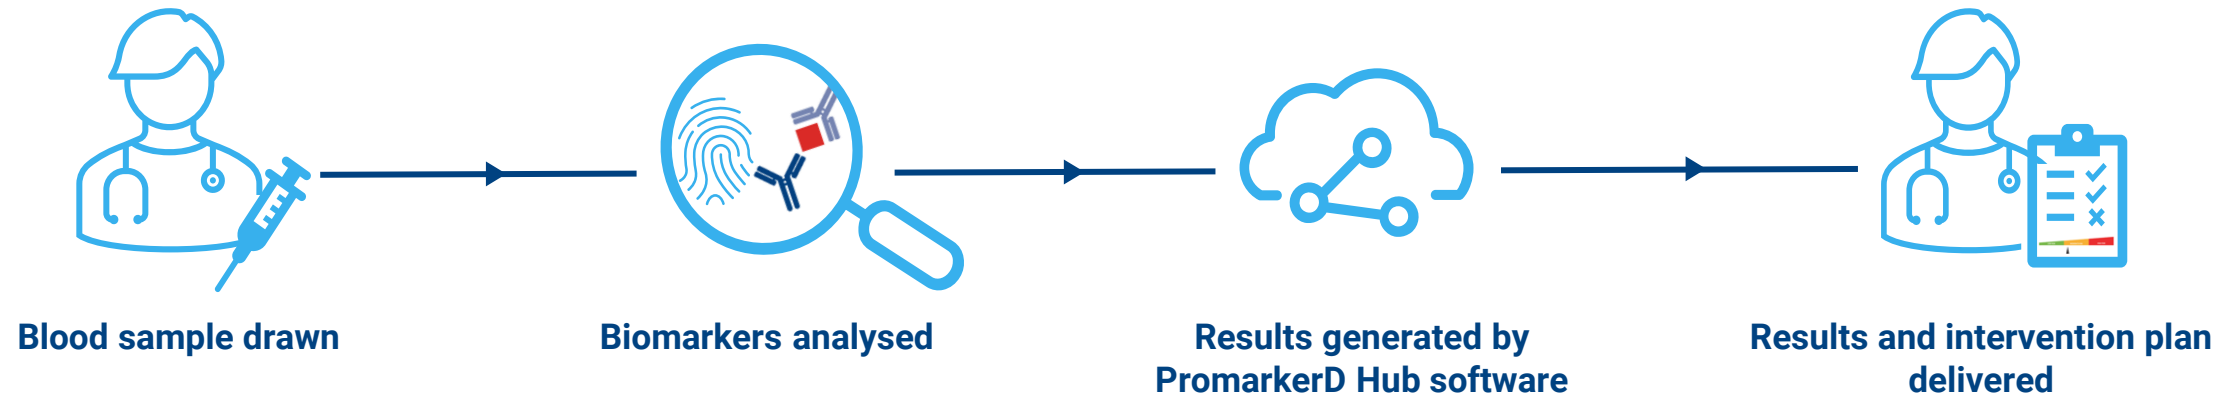 Blood sample drawn
Biomarkers analysed
Results generated by
PromarkerD Hub software
Results and intervention plan
delivered